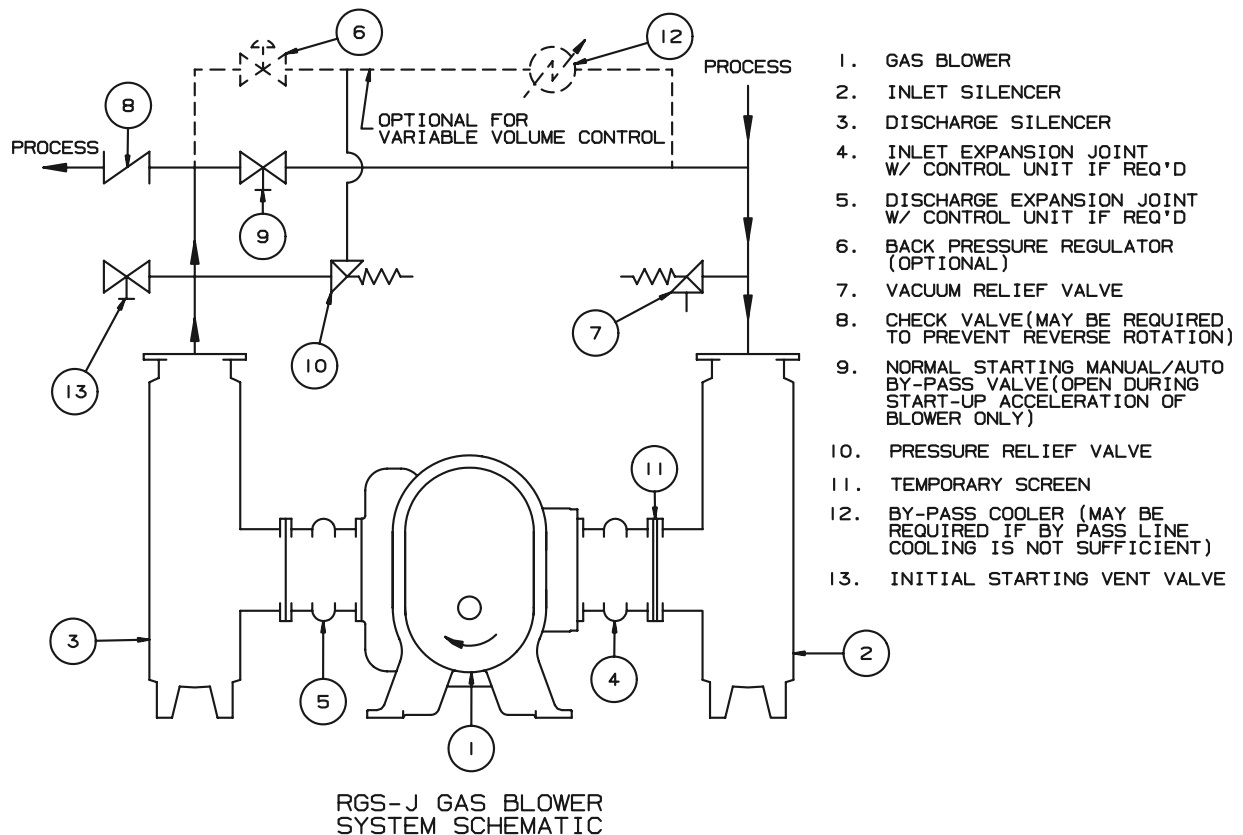 6
12
PROCESS
8
OPTIONAL FOR
VARIABLE VOLUME CONTROL
PROCESS
9
13
10
7
11
3
5
4
2
1
1. GAS BLOWER
2. INLET SILENCER
3. DISCHARGE SILENCER
4. INLET EXPANSION JOINT
W/ CONTROL UNIT IF REQ'D
5. DISCHARGE EXPANSION JOINT
W/ CONTROL UNIT IF REQ'D
6. BACK PRESSURE REGULATOR
(OPTIONAL)
7. VACUUM RELIEF VALVE
8. CHECK VALVE(MAY BE REQUIRED
TO PREVENT REVERSE ROTATION)
9. NORMAL STARTING MANUAL/AUTO
BY-PASS VALVE(OPEN DURING
START-UP ACCELERATION OF
BLOWER ONLY)
10. PRESSURE RELIEF VALVE
11. TEMPORARY SCREEN
12. BY-PASS COOLER (MAY BE
REQUIRED IF BY PASS LINE
COOLING IS NOT SUFFICIENT)
13. INITIAL STARTING VENT VALVE
RGS-J GAS BLOWER
SYSTEM SCHEMATIC